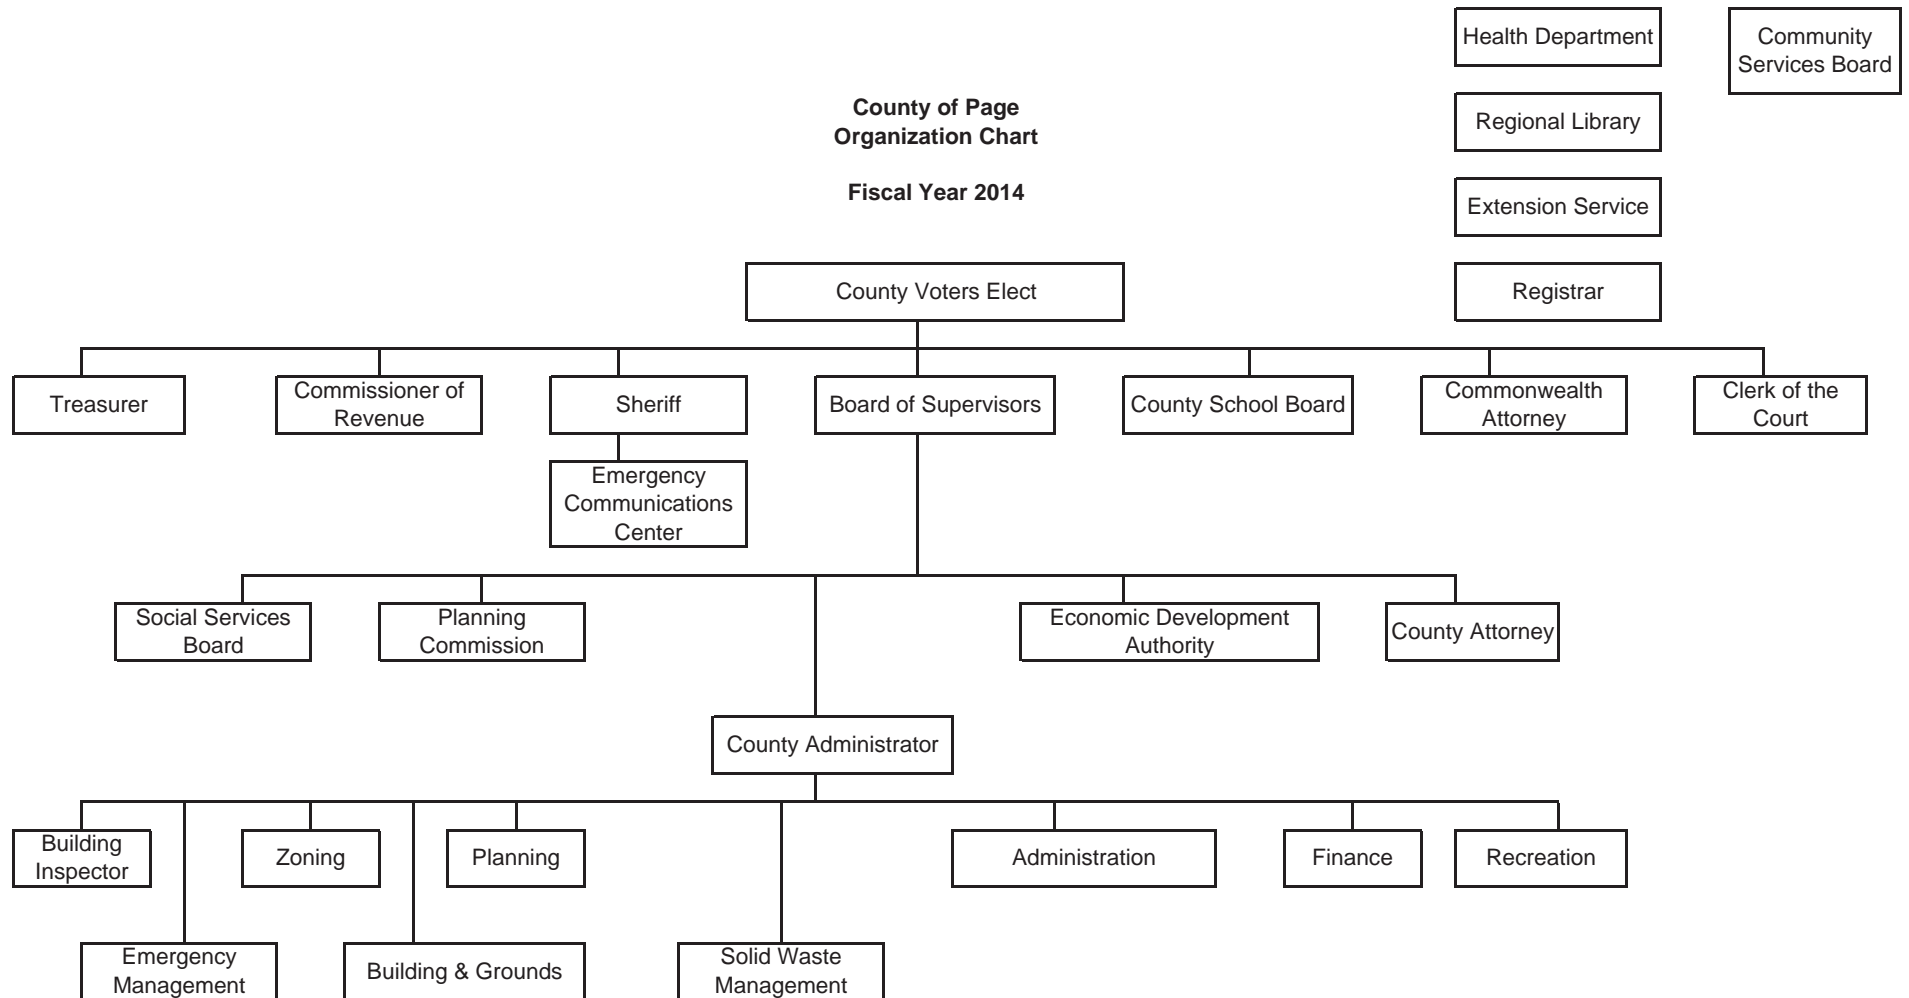 Health Department
Community
Services Board
County of Page
Organization Chart
Regional Library
Fiscal Year 2014
Extension Service
County Voters Elect
Registrar
Treasurer
Commissioner of
Revenue
Sheriff
Board of Supervisors
County School Board
Commonwealth
Attorney
Clerk of the
Court
Emergency
Communications
Center
Social Services
Board
Planning
Commission
Economic Development
Authority
County Attorney
County Administrator
Building
Inspector
Zoning
Planning
Administration
Finance
Recreation
Emergency
Management
Building & Grounds
Solid Waste
Management